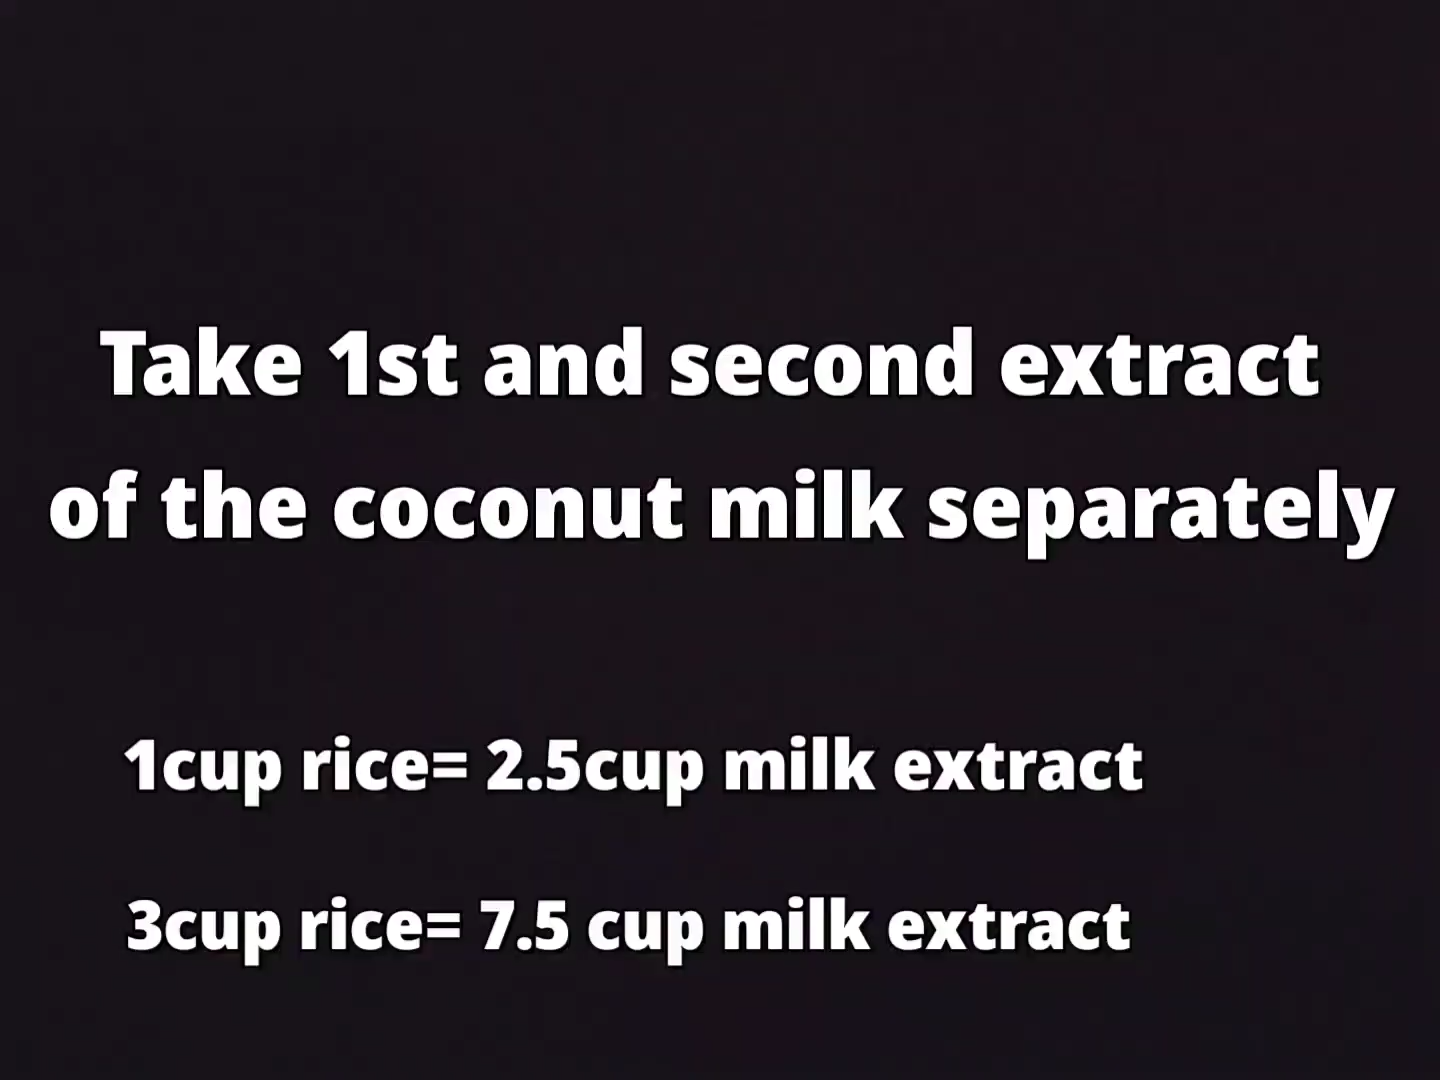 Take 1st and second extract
of the coconut milk separately
1cup rice= 2.5cup milk extract
3cup rice= 7.5 cup milk extract